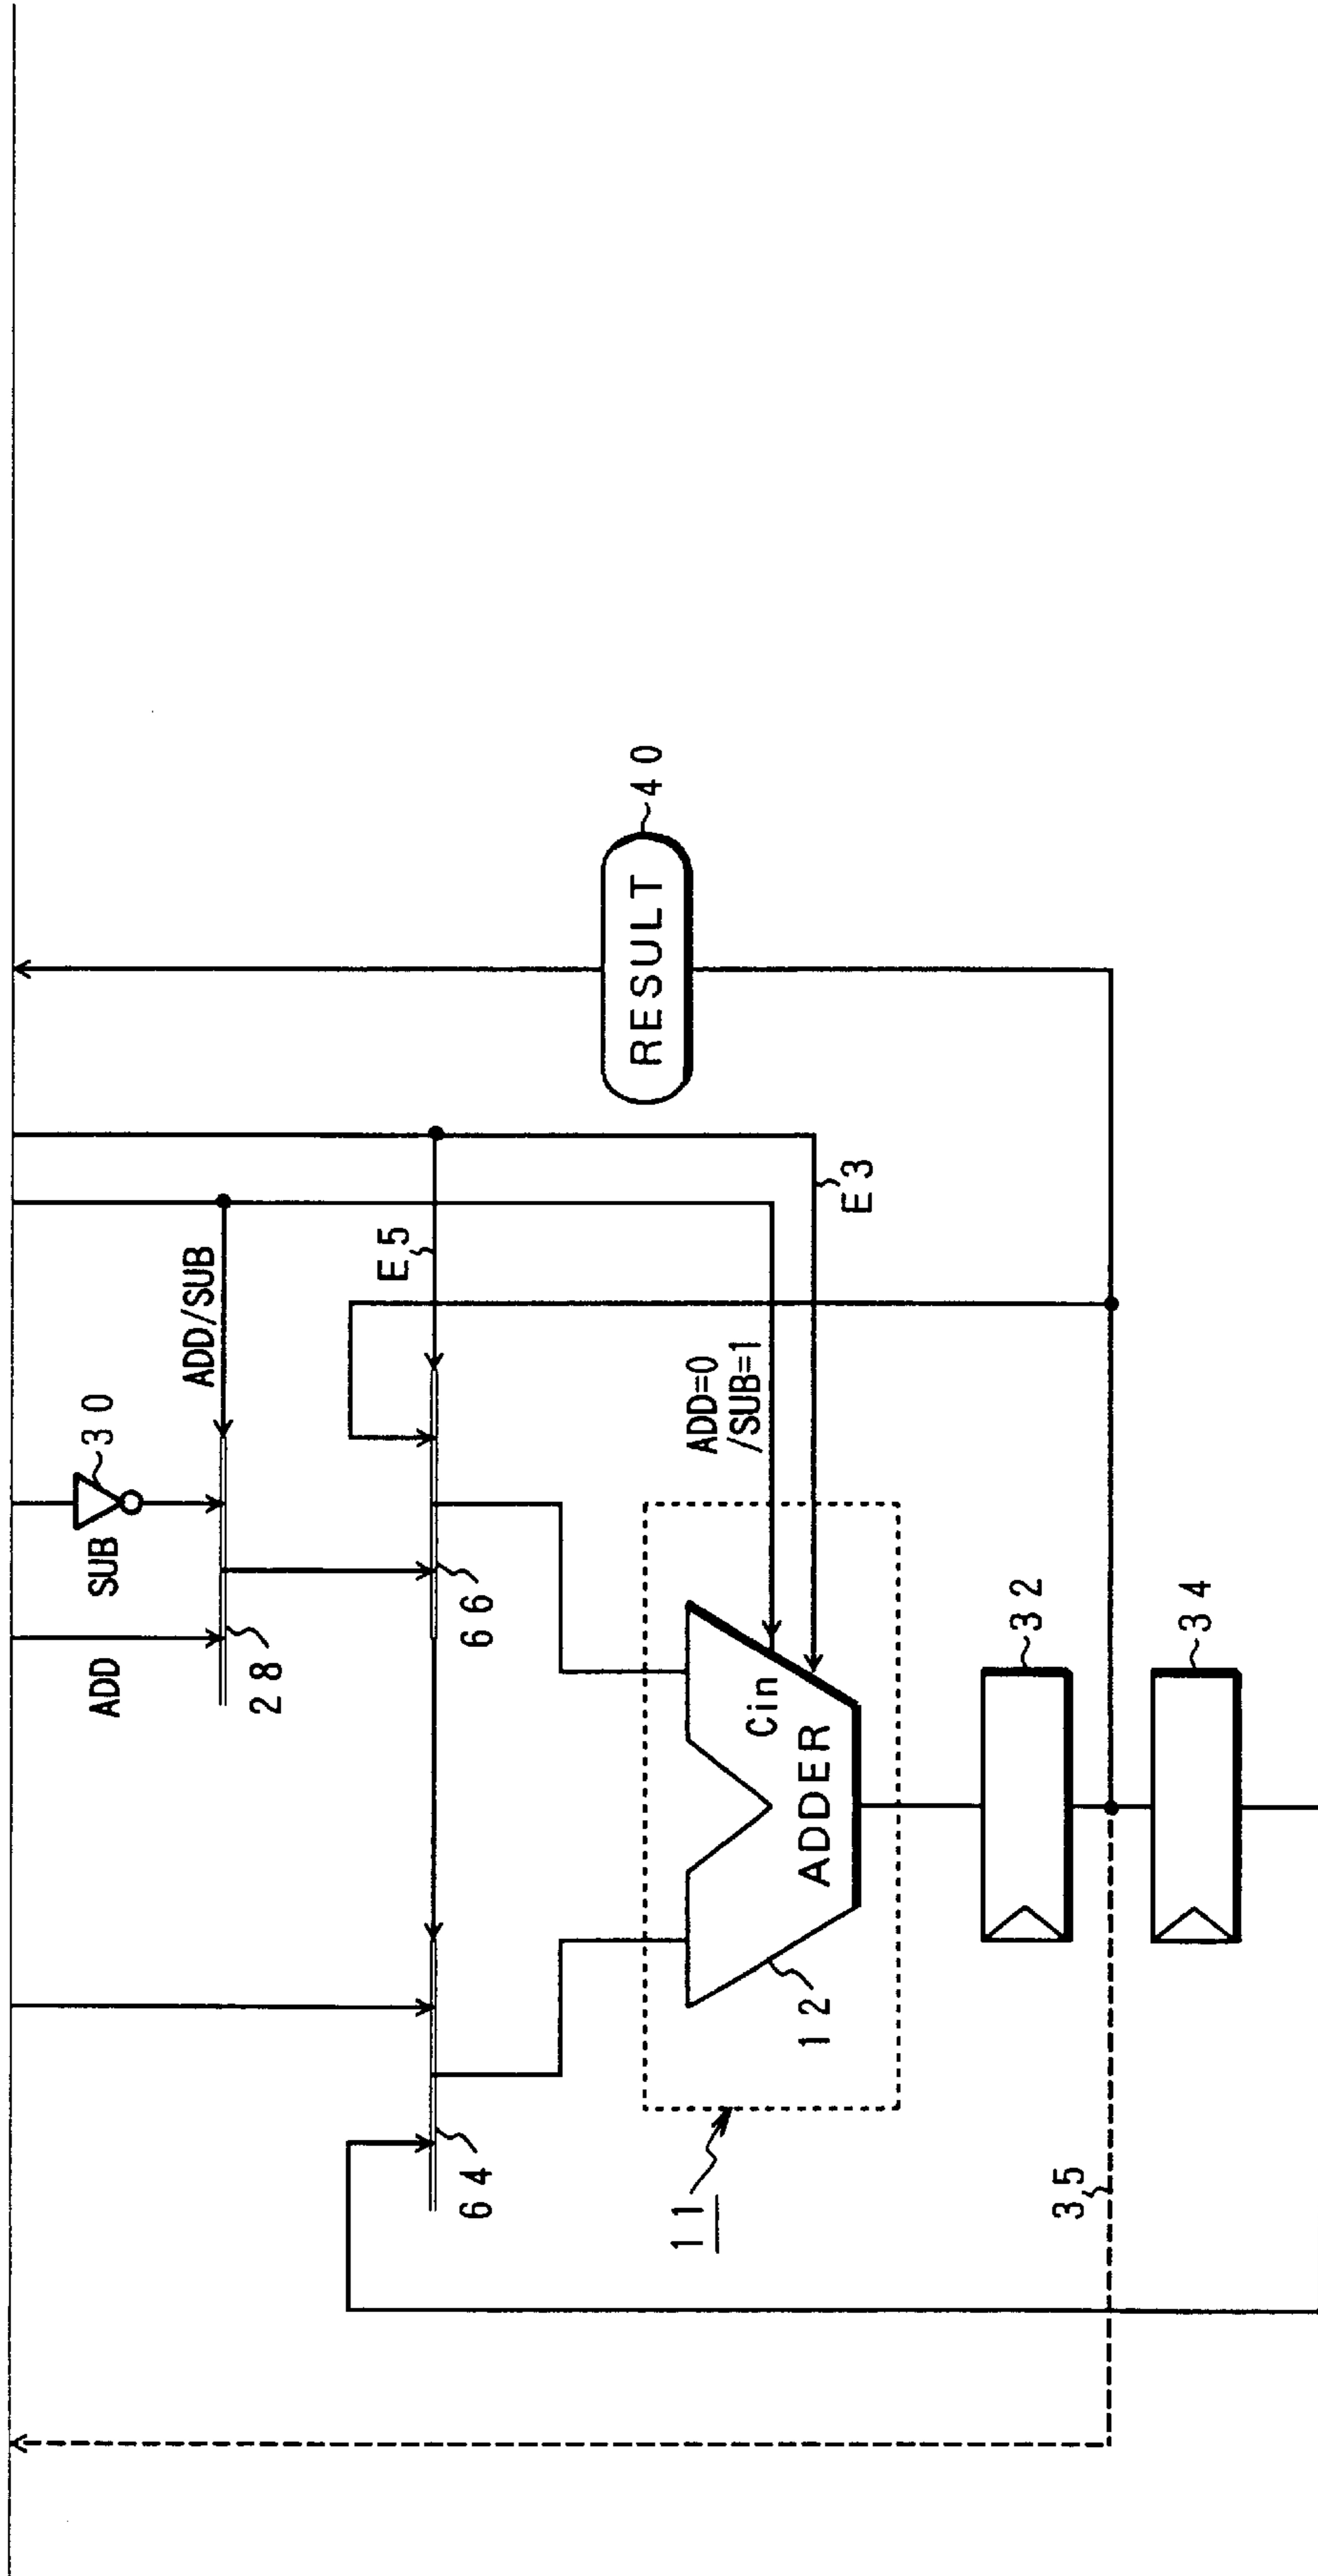 ADD
SUB
30
ADD/SUB
28
E5
66
64
ADD=0
/SUB=1
E3
RESULT
40
11
12
Cin
ADDER
32
35
34